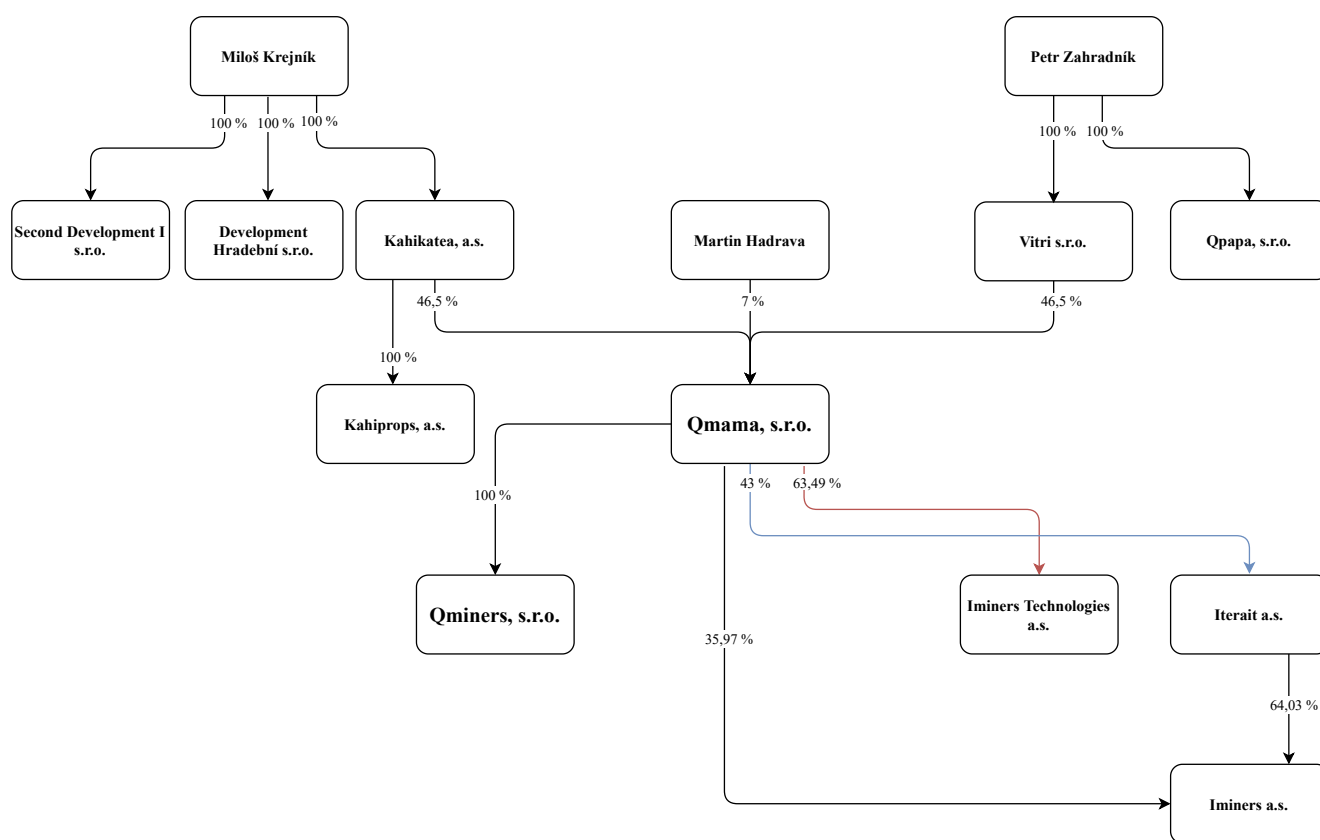 Miloš Krejník
Petr Zahradník
100 %
100 %
100 %
100 %
100 %
Second Development I
s.r.o.
Development
Hradební s.r.o.
Kahikatea, a.s.
Martin Hadrava
Vitri s.r.o.
Qpapa, s.r.o.
46,5 %
7 %
46,5 %
100 %
Kahiprops, a.s.
Qmama, s.r.o.
100 %
43 %
63,49 %
Qminers, s.r.o.
Iminers Technologies
a.s.
Iterait a.s.
35,97 %
64,03 %
Iminers a.s.